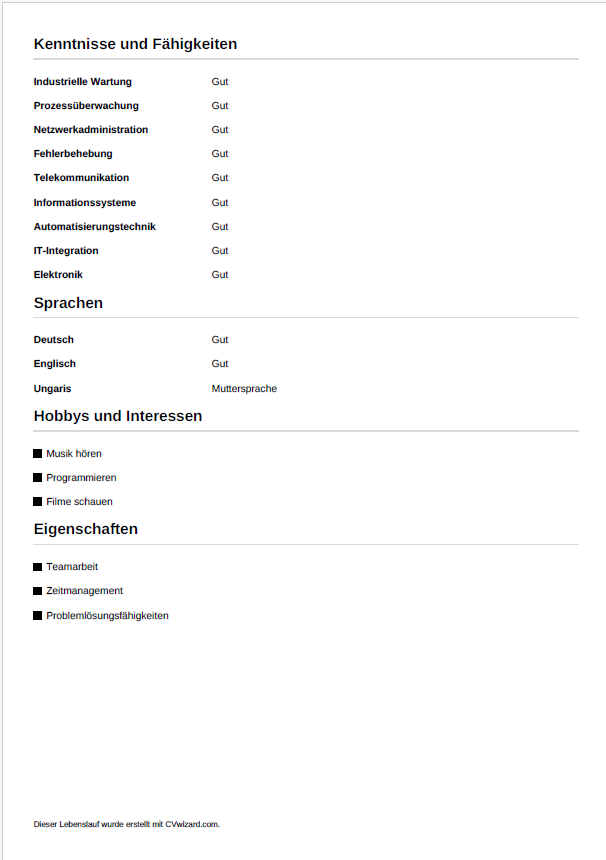 Kenntnisse und Fähigkeiten
Industrielle Wartung Gut
Prozessüberwachung Gut
Netzwerkadministration Gut
Fehlerbehebung Gut
Telekommunikation Gut
Informationssysteme Gut
Automatisierungstechnik Gut
IT-Integration Gut
Elektronik Gut
Sprachen
Deutsch Gut
Englisch Gut
Ungaris Muttersprache
Hobbys und Interessen
Musik hören
Programmieren
Filme schauen
Eigenschaften
Teamarbeit
Zeitmanagement
Problemlösungsfähigkeiten
Dieser Lebenslauf wurde erstellt mit CVwizard.com.